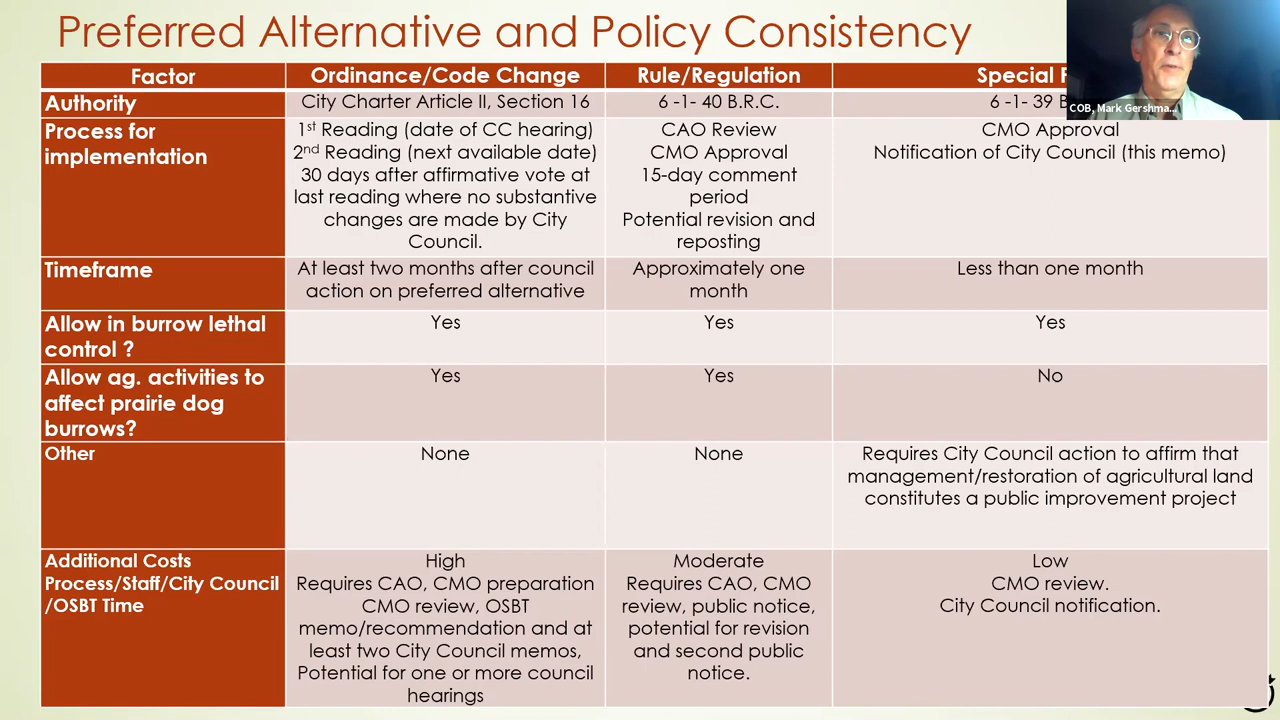 Preferred Alternative and Policy Consistency
Factor
Ordinance/Code Change
Rule/Regulation
Special
COB, Mark Gershma...
Authority
City Charter Article II, Section 16
6 -1- 40 B.R.C.
6 -1- 39 B
Process for
implementation
1st Reading (date of CC hearing)
2nd Reading (next available date)
30 days after affirmative vote at
last reading where no substantive
changes are made by City
Council.
CAO Review
CMO Approval
15-day comment
period
Potential revision and
reposting
CMO Approval
Notification of City Council (this memo)
Timeframe
At least two months after council
action on preferred alternative
Approximately one
month
Less than one month
Allow in burrow lethal
control ?
Yes
Yes
Yes
Allow ag. activities to
affect prairie dog
burrows?
Yes
Yes
No
Other
None
None
Requires City Council action to affirm that
management/restoration of agricultural land
constitutes a public improvement project
Additional Costs
Process/Staff/City Council
/OSBT Time
High
Requires CAO, CMO preparation
CMO review, OSBT
memo/recommendation and at
least two City Council memos,
Potential for one or more council
hearings
Moderate
Requires CAO, CMO
review, public notice,
potential for revision
and second public
notice.
Low
CMO review.
City Council notification.